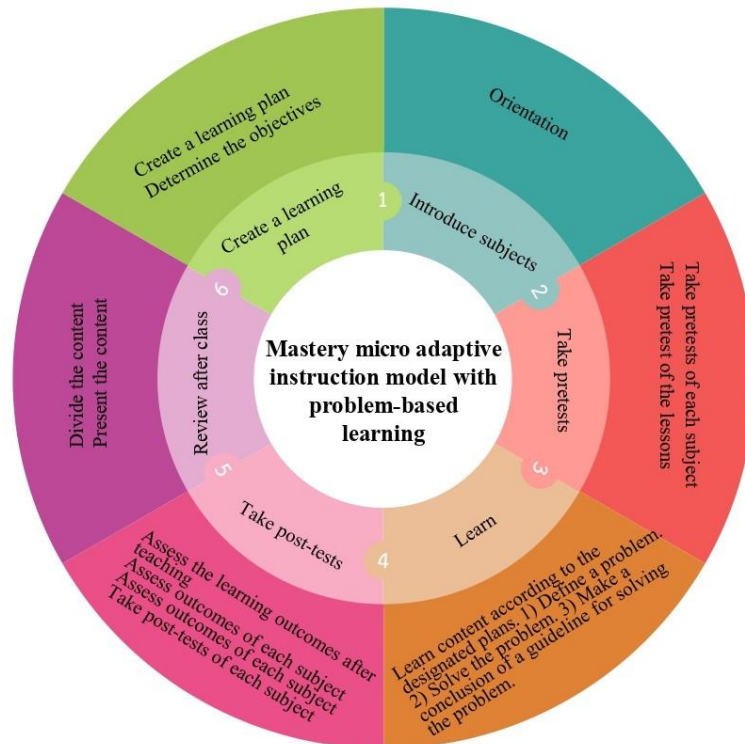 Mastery micro adaptive
instruction model with
problem-based
learning
1
Create a learning
plan
Create a learning plan
Determine the objectives
2
Introduce subjects
Orientation
3
Take pretests
Take pretests of each subject
Take pretest of the lessons
4
Learn
Learn content according to the
designated plans. 1) Define a problem.
2) Solve the problem. 3) Make a
conclusion of a guideline for solving
the problem.
5
Take post-tests
Assess the learning outcomes after
teaching
Assess outcomes of each subject
Assess outcomes of each subject
Take post-tests of each subject
6
Review after class
Divide the content
Present the content